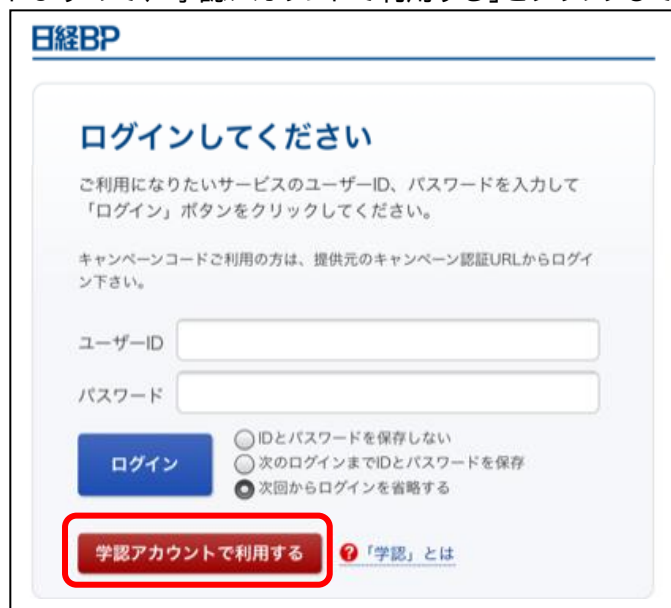 日経BP
ログインしてください
ご利用になりたいサービスのユーザーID、パスワードを入力して
「ログイン」ボタンをクリックしてください。
キャンペーンコードご利用の方は、提供元のキャンペーン認証URLからログイ
ン下さい。
ユーザーID
パスワード
ログイン
IDとパスワードを保存しない
次のログインまでIDとパスワードを保存
次回からログインを省略する
学認アカウントで利用する ? 「学認」とは